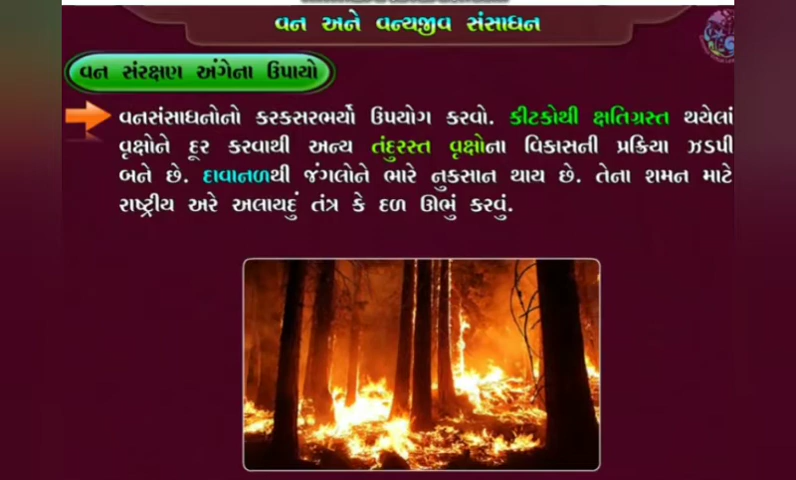 વન અને વન્યજીવ સંસાધન
વન સંરક્ષણ અંગેના ઉપાયો
વનસંસાધનોનો કરકસરભર્યો ઉપયોગ કરવો. કીટકોથી ક્ષતિગ્રસ્ત થયેલાં
વૃક્ષોને દૂર કરવાથી અન્ય તંદુરસ્ત વૃક્ષોના વિકાસની પ્રક્રિયા ઝડપી
બને છે. દાવાનળથી જંગલોને ભારે નુકસાન થાય છે. તેના શમન માટે
રાષ્ટ્રીય સ્તરે અલાયદું તંત્ર કે દળ ઊભું કરવું.